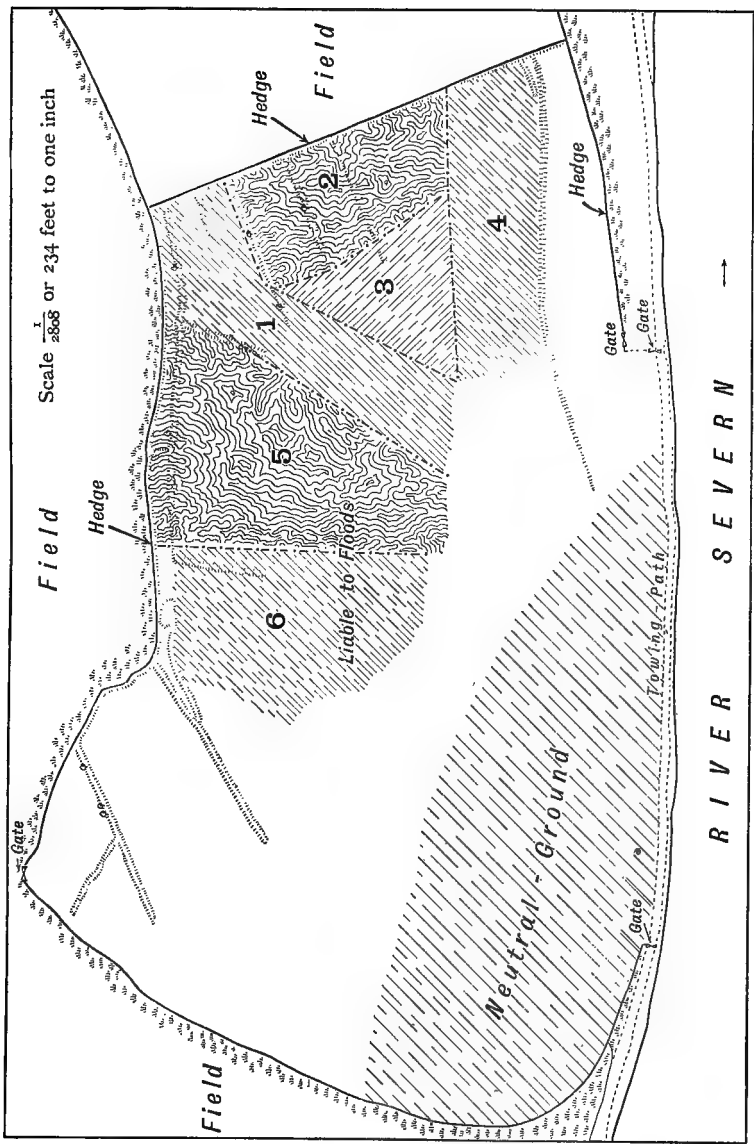 Scale 1/2808 or 234 feet to one inch
Field
Hedge
Field
Hedge
Field
1
2
3
4
5
6
Liable to Floods
Hedge
Gate
Gate
Gate
Gate
Field
Neutral-Ground
Towing-Path
RIVER SEVERN